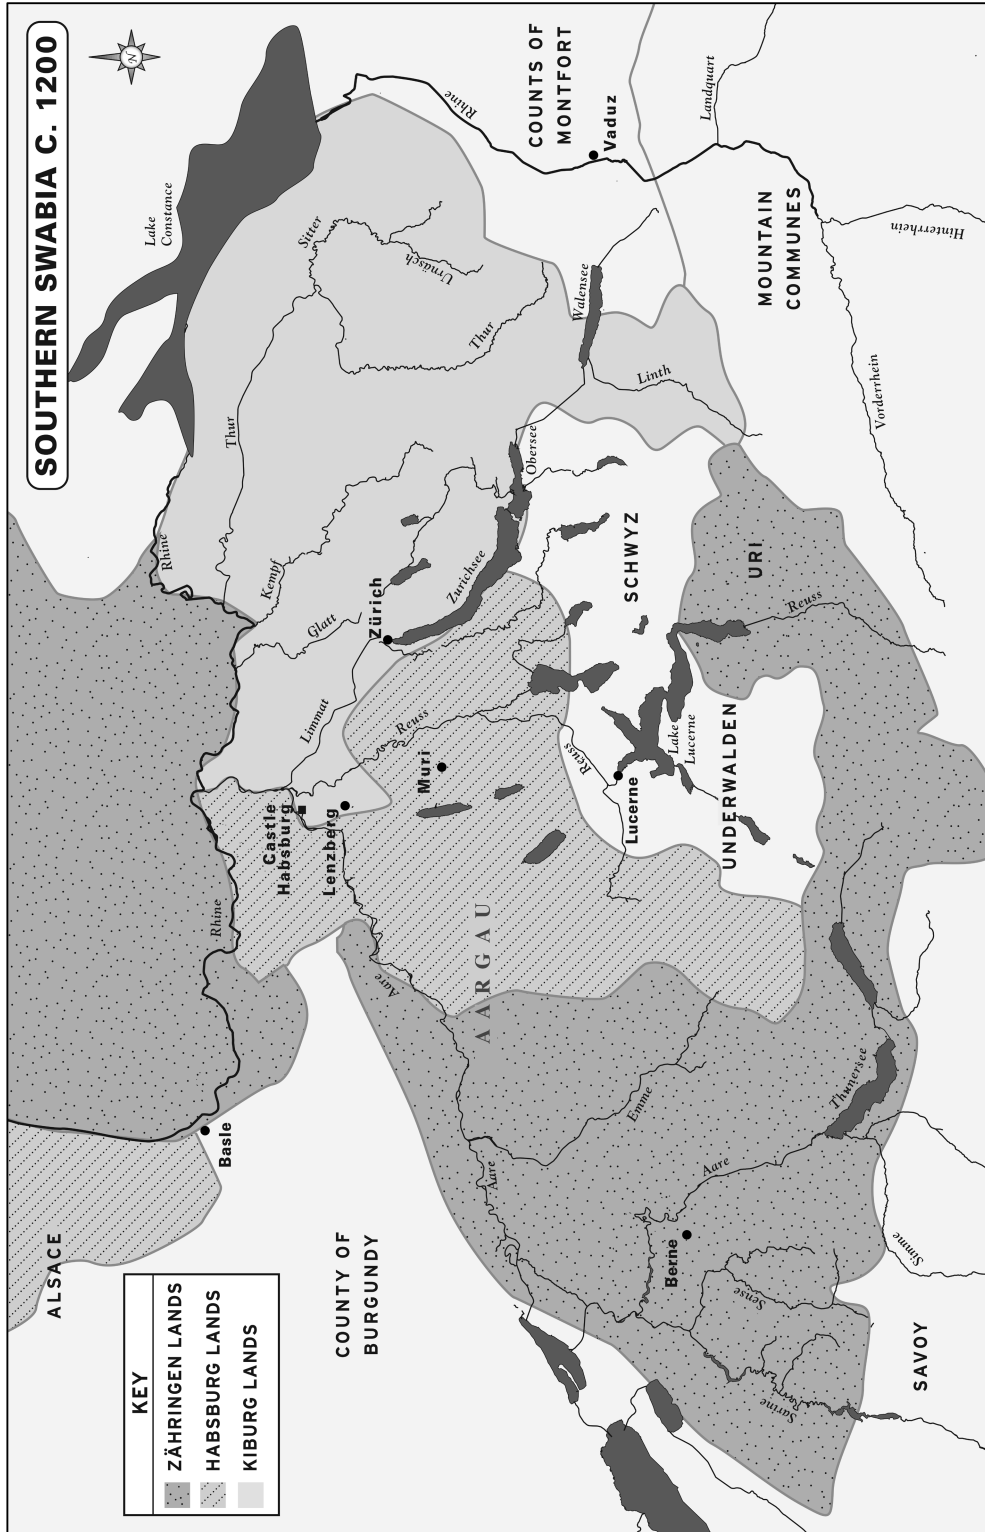 SOUTHERN SWABIA C. 1200
N
Lake
Constance
Rhine
COUNTS OF
MONTFORT
Vaduz
Landquart
MOUNTAIN
COMMUNES
Hinterrhein
Vorderrhein
Sitter
Urnäsch
Thur
Thur
Walensee
Linth
Obersee
Rhine
Kempf
Glatt
Zürich
Zurichsee
SCHWYZ
URI
Reuss
Limmat
Reuss
Reuss
Muri
Lake
Lucerne
Lucerne
UNDERWALDEN
Castle
Habsburg
Lenzberg
Rhine
AARGAU
Aare
Basle
Emme
Thunersee
Aare
Aare
ALSACE
COUNTY OF
BURGUNDY
Berne
Sense
Simme
Sarine
SAVOY
KEY
ZÄHRINGEN LANDS
HABSBURG LANDS
KIBURG LANDS